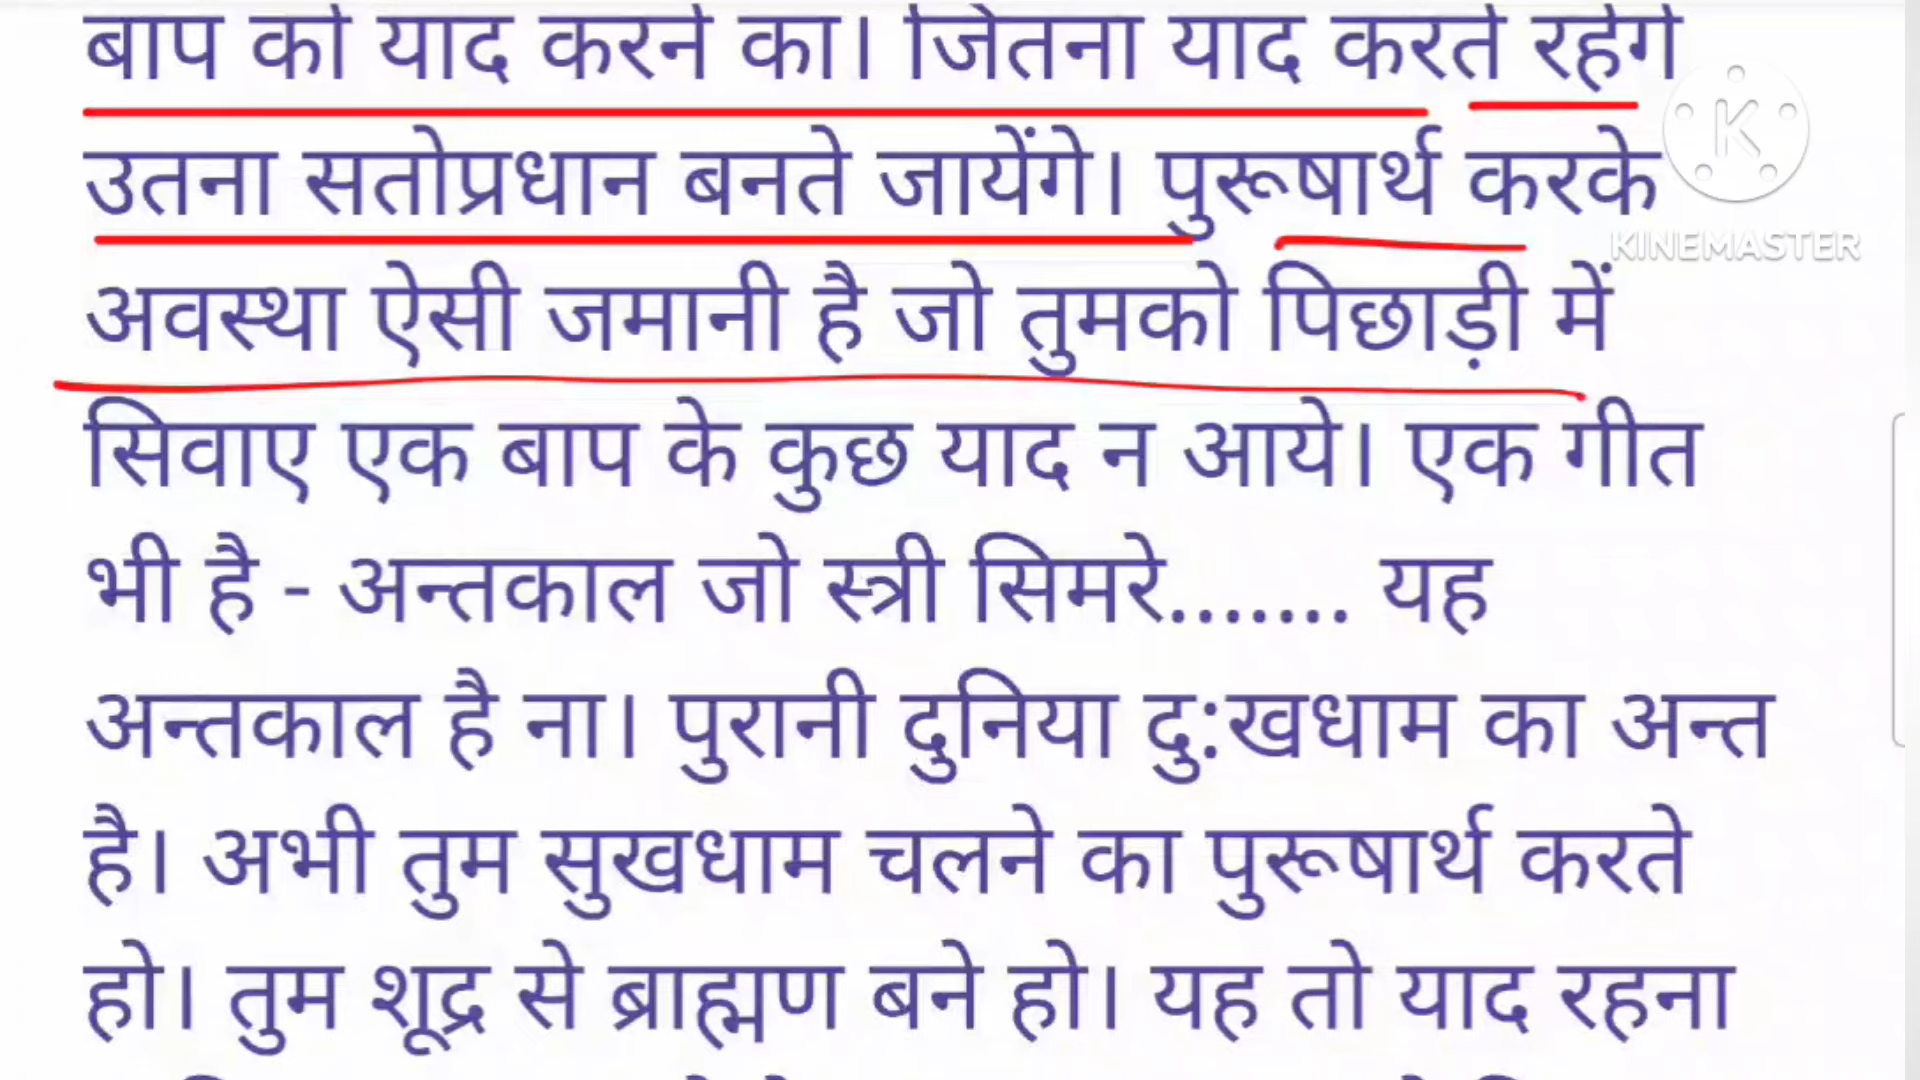 बाप को याद करने का। जितना याद करते रहेंगे
उतना सतोप्रधान बनते जायेंगे। पुरूषार्थ करके
अवस्था ऐसी जमानी है जो तुमको पिछाड़ी में
सिवाए एक बाप के कुछ याद न आये। एक गीत
भी है - अन्तकाल जो स्त्री सिमरे....... यह
अन्तकाल है ना। पुरानी दुनिया दु:खधाम का अन्त
है। अभी तुम सुखधाम चलने का पुरूषार्थ करते
हो। तुम शूद्र से ब्राह्मण बने हो। यह तो याद रहना
K
KINEMASTER